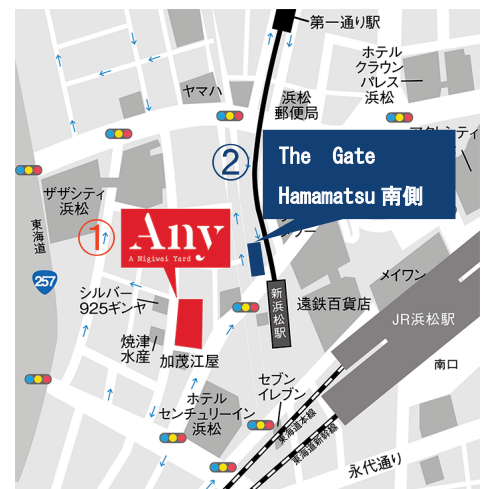 第一通り駅
ホテル
クラウン
パレス
浜松
ヤマハ
浜松
郵便局
②
The Gate
Hamamatsu 南側
ザザシティ
浜松
東海道
①
Any
A Nigiwai Yard
257
シルバー
925ギンヤ
新浜松駅
遠鉄百貨店
メイワン
JR浜松駅
焼津
水産
加茂江屋
南口
ホテル
センチュリーイン
浜松
セブン
イレブン
東海道本線
東海道新幹線
永代通り